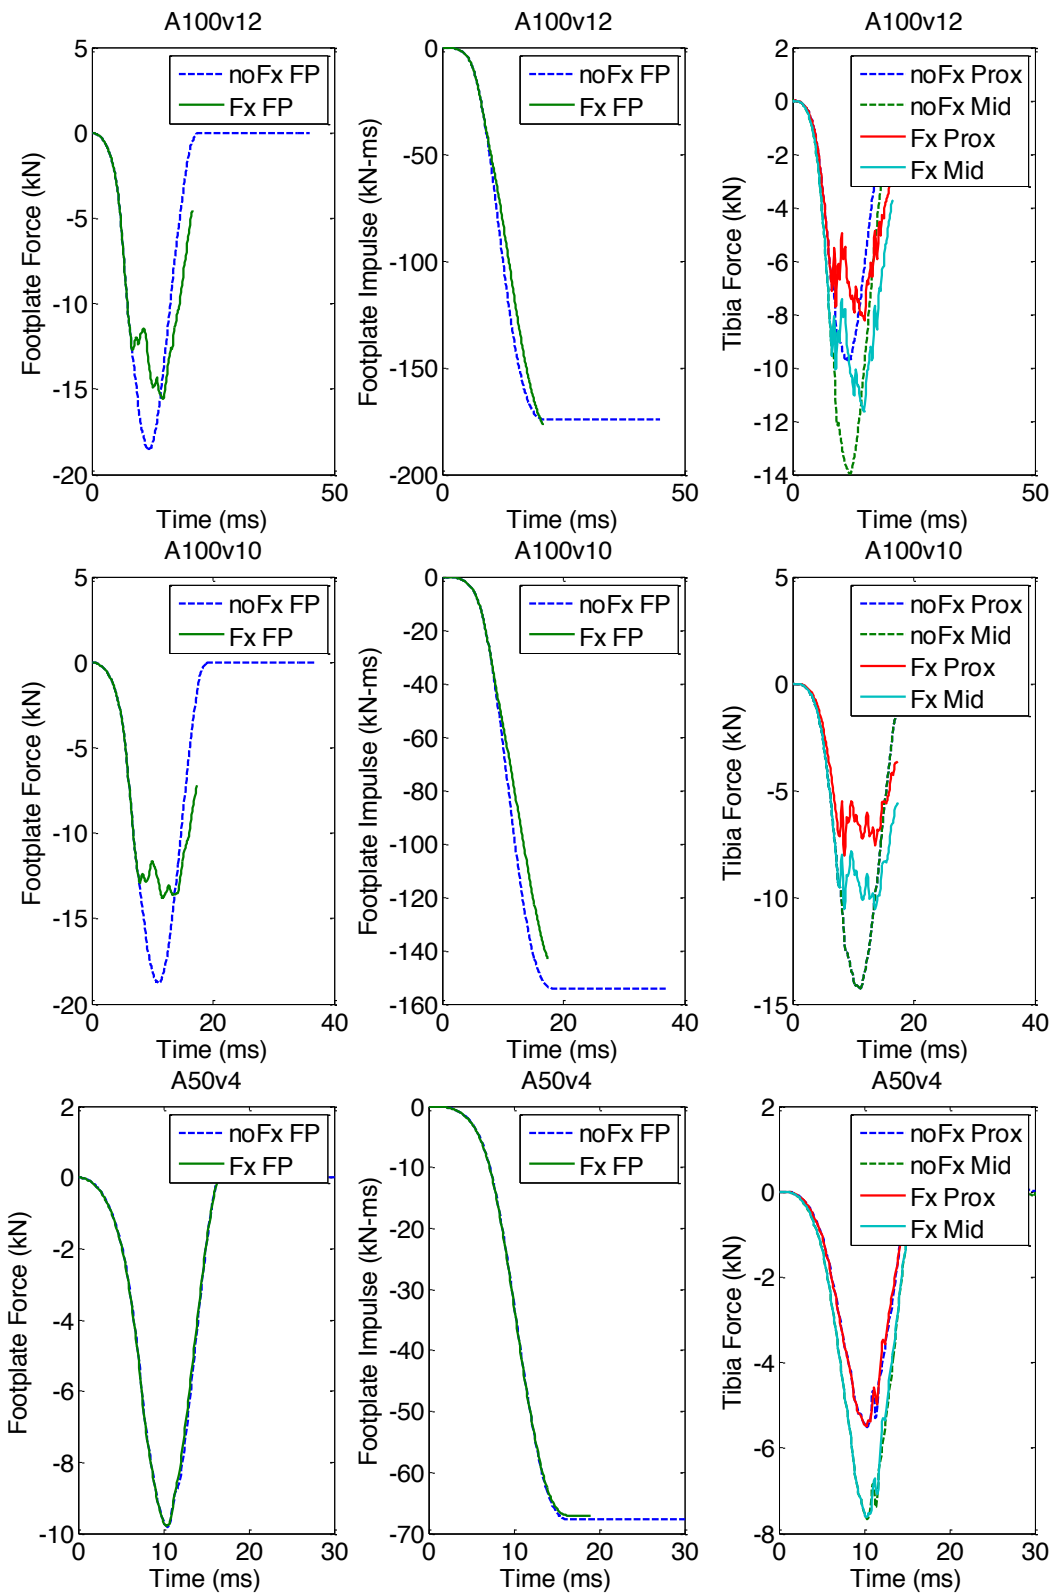 A100v12
A100v12
A100v12
5
0
-5
-10
-15
-20
Footplate Force (kN)
noFx FP
Fx FP
0
50
Time (ms)
0
-50
-100
-150
-200
Footplate Impulse (kN-ms)
noFx FP
Fx FP
0
50
Time (ms)
2
0
-2
-4
-6
-8
-10
-12
-14
Tibia Force (kN)
noFx Prox
noFx Mid
Fx Prox
Fx Mid
0
50
Time (ms)
A100v10
A100v10
A100v10
5
0
-5
-10
-15
-20
Footplate Force (kN)
noFx FP
Fx FP
0
20
40
Time (ms)
0
-20
-40
-60
-80
-100
-120
-140
-160
Footplate Impulse (kN-ms)
noFx FP
Fx FP
0
20
40
Time (ms)
5
0
-5
-10
-15
Tibia Force (kN)
noFx Prox
noFx Mid
Fx Prox
Fx Mid
0
20
40
Time (ms)
A50v4
A50v4
A50v4
2
0
-2
-4
-6
-8
-10
Footplate Force (kN)
noFx FP
Fx FP
0
10
20
30
Time (ms)
0
-10
-20
-30
-40
-50
-60
-70
Footplate Impulse (kN-ms)
noFx FP
Fx FP
0
10
20
30
Time (ms)
2
0
-2
-4
-6
-8
Tibia Force (kN)
noFx Prox
noFx Mid
Fx Prox
Fx Mid
0
10
20
30
Time (ms)